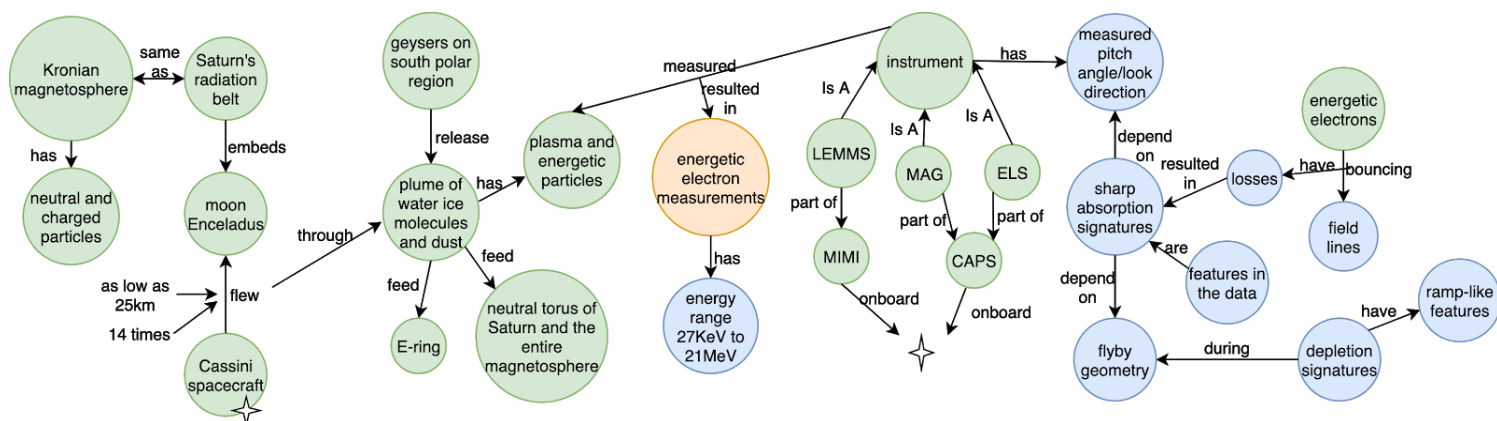 Kronian
magnetosphere
same
as
Saturn's
radiation
belt
has
neutral and
charged
particles
embeds
moon
Enceladus
as low as
25km
14 times
flew
Cassini
spacecraft
through
geysers on
south polar
region
release
plume of
water ice
molecules
and dust
has
plasma and
energetic
particles
feed
E-ring
feed
neutral torus of
Saturn and the
entire
magnetosphere
measured
resulted
in
energetic
electron
measurements
has
energy
range
27KeV to
21MeV
instrument
Is A
LEMMS
part of
MIMI
onboard
Is A
MAG
part of
Is A
ELS
part of
CAPS
onboard
has
measured
pitch
angle/look
direction
depend
on
sharp
absorption
signatures
resulted
in
losses
have
energetic
electrons
bouncing
field
lines
are
features in
the data
depend
on
flyby
geometry
during
depletion
signatures
have
ramp-like
features